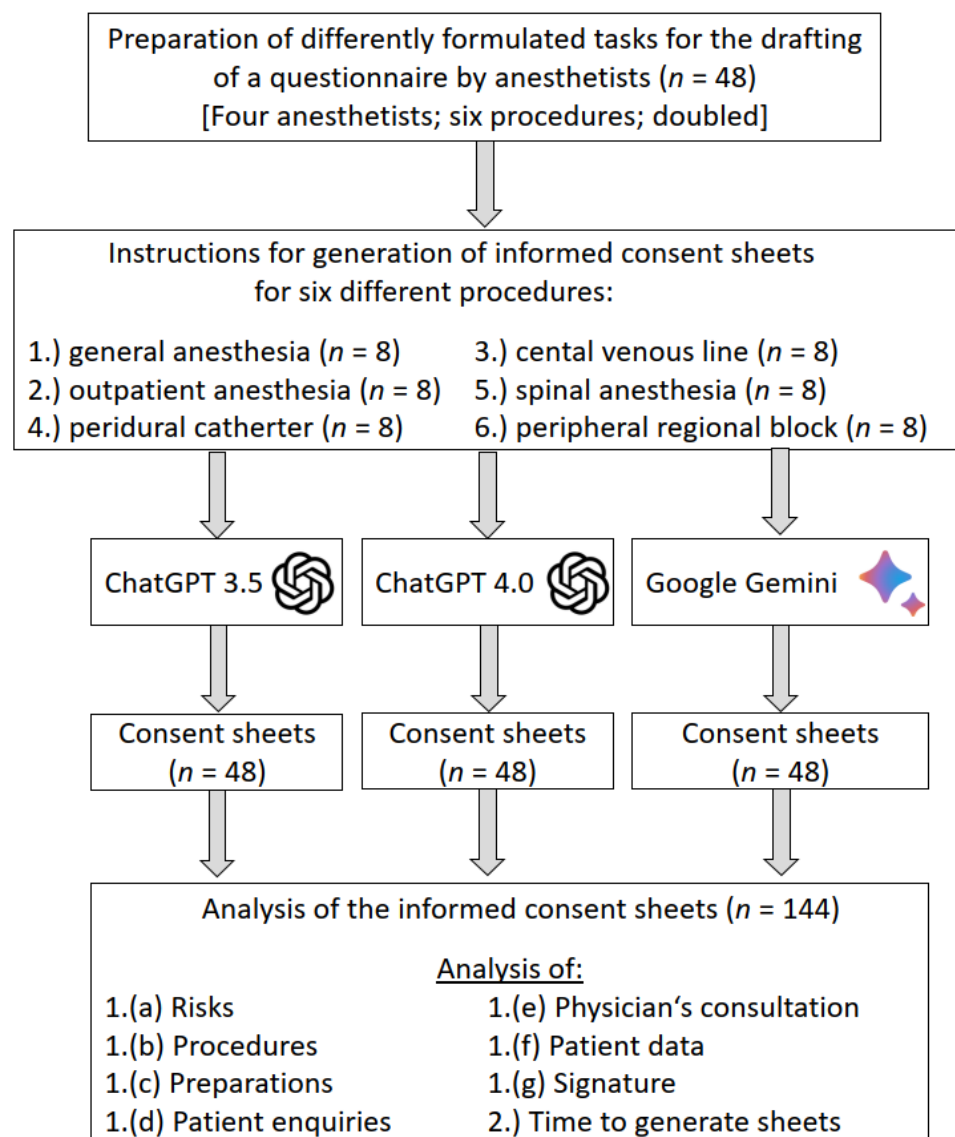 Preparation of differently formulated tasks for the drafting
of a questionnaire by anesthetists (n = 48)
[Four anesthetists; six procedures; doubled]
Instructions for generation of informed consent sheets
for six different procedures:
1.) general anesthesia (n = 8)
3.) cental venous line (n = 8)
2.) outpatient anesthesia (n = 8)
5.) spinal anesthesia (n = 8)
4.) peridural catherter (n = 8)
6.) peripheral regional block (n = 8)
ChatGPT 3.5
ChatGPT 4.0
Google Gemini
Consent sheets
(n = 48)
Consent sheets
(n = 48)
Consent sheets
(n = 48)
Analysis of the informed consent sheets (n = 144)
Analysis of:
1.(a) Risks
1.(b) Procedures
1.(c) Preparations
1.(d) Patient enquiries
1.(e) Physician‘s consultation
1.(f) Patient data
1.(g) Signature
2.) Time to generate sheets